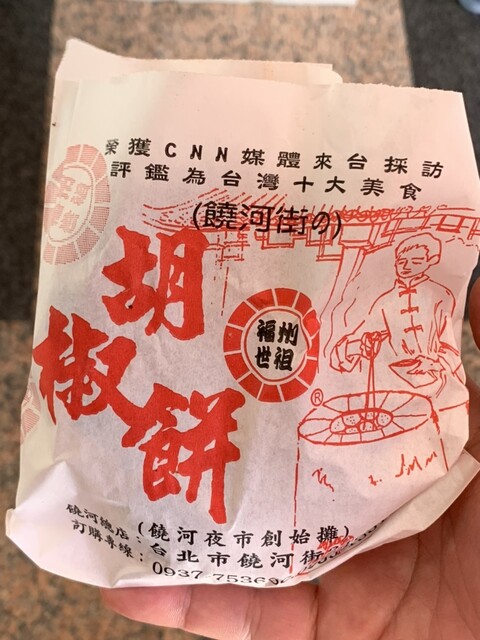 榮獲CNN媒體來台採訪
評鑑為台灣十大美食
(饒河街の)
胡椒餅
福州
世祖
®
(饒河夜市創始攤)
饒河總店:台北市饒河街
訂購專線:0937-7536